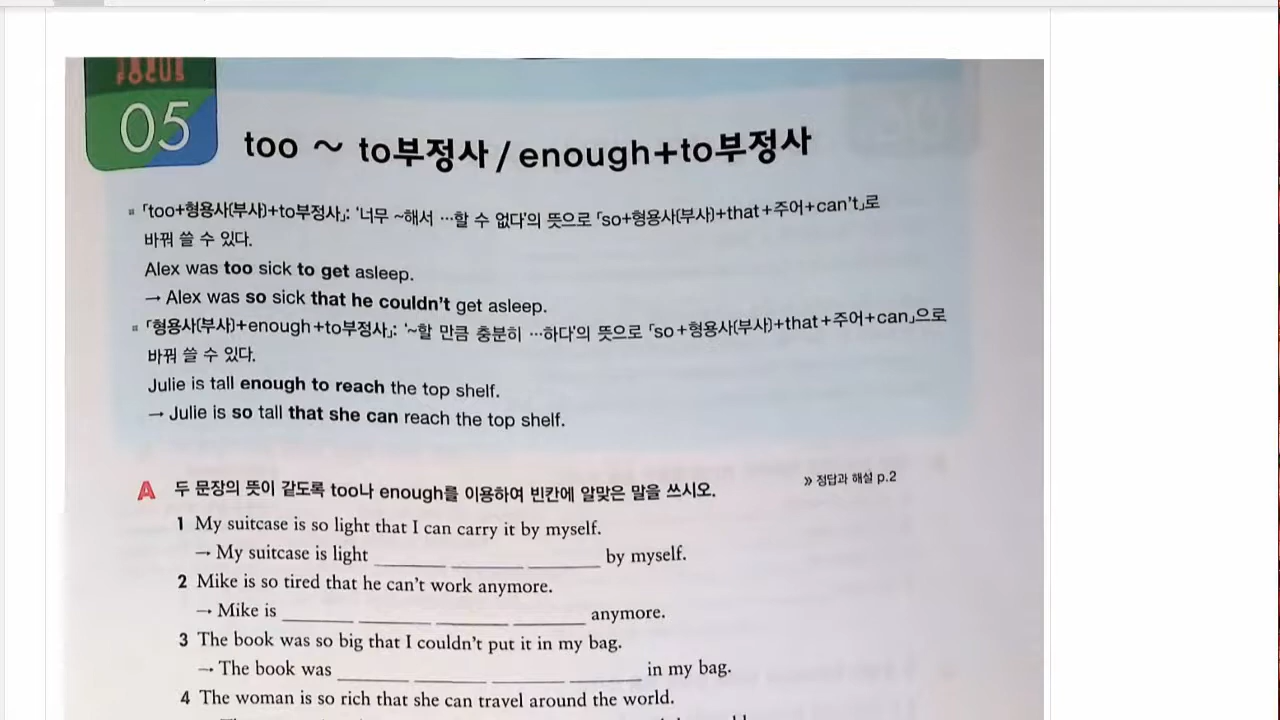 FOCUS
05
too ~ to부정사 / enough+to부정사
「too+형용사(부사)+to부정사」: '너무 ~해서 …할 수 없다'의 뜻으로 「so+형용사(부사)+that+주어+can't」로
바꿔 쓸 수 있다.
Alex was too sick to get asleep.
→ Alex was so sick that he couldn't get asleep.
「형용사(부사)+enough+to부정사」: '~할 만큼 충분히 …하다'의 뜻으로 「so+형용사(부사)+that+주어+can」으로
바꿔 쓸 수 있다.
Julie is tall enough to reach the top shelf.
→ Julie is so tall that she can reach the top shelf.
A 두 문장의 뜻이 같도록 too나 enough를 이용하여 빈칸에 알맞은 말을 쓰시오.
» 정답과 해설 p.2
1 My suitcase is so light that I can carry it by myself.
→ My suitcase is light ______ ______ ______ by myself.
2 Mike is so tired that he can't work anymore.
→ Mike is ______ ______ ______ ______ anymore.
3 The book was so big that I couldn't put it in my bag.
→ The book was ______ ______ ______ ______ in my bag.
4 The woman is so rich that she can travel around the world.